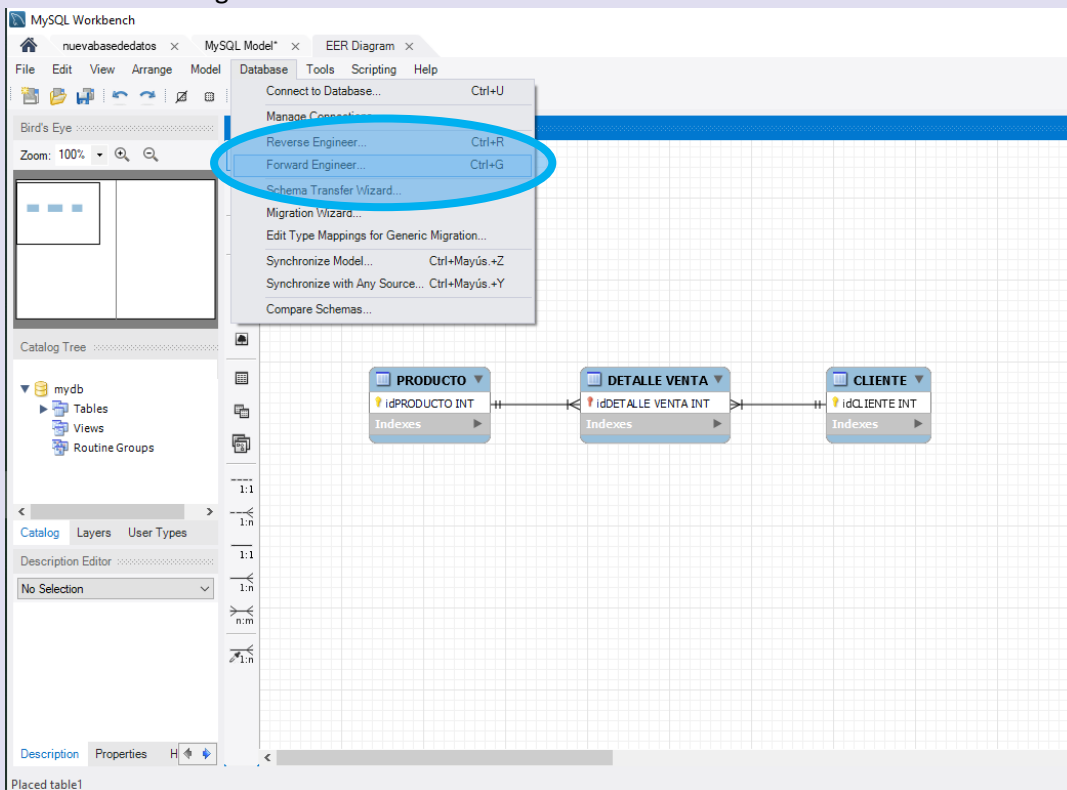 MySQL Workbench
nuevabasededatos × MySQL Model* × EER Diagram ×
File Edit View Arrange Model Database Tools Scripting Help
Connect to Database... Ctrl+U
Manage Connections...
Reverse Engineer... Ctrl+R
Forward Engineer... Ctrl+G
Schema Transfer Wizard...
Migration Wizard...
Edit Type Mappings for Generic Migration...
Synchronize Model... Ctrl+Mayús.+Z
Synchronize with Any Source... Ctrl+Mayús.+Y
Compare Schemas...
Bird's Eye
Zoom: 100%
Catalog Tree
mydb
Tables
Views
Routine Groups
Catalog Layers User Types
Description Editor
No Selection
Description Properties H
Placed table1
1:1
1:n
1:1
1:n
n:m
1:n
PRODUCTO
idPRODUCTO INT
Indexes
DETALLE VENTA
idDETALLE VENTA INT
Indexes
CLIENTE
idCLIENTE INT
Indexes